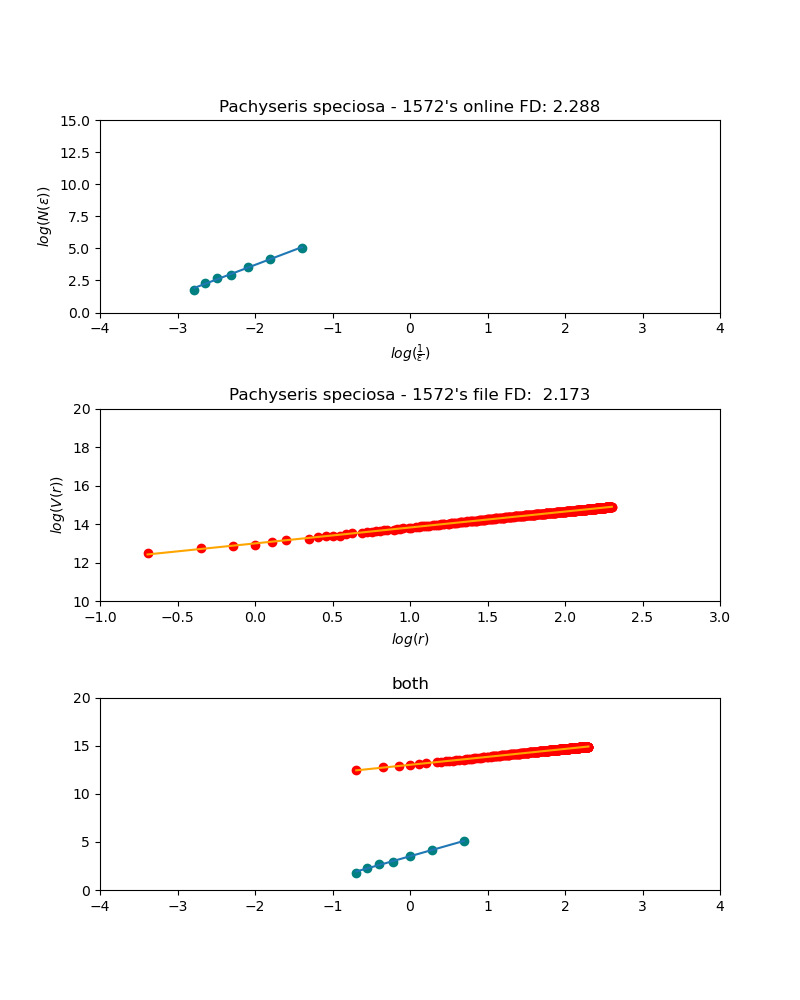 Pachyseris speciosa - 1572's online FD: 2.288
15.0
12.5
10.0
7.5
5.0
2.5
0.0
log(N(ε))
−4 −3 −2 −1 0 1 2 3 4
log(1/ε)
Pachyseris speciosa - 1572's file FD:  2.173
20
18
16
14
12
10
log(V(r))
−1.0 −0.5 0.0 0.5 1.0 1.5 2.0 2.5 3.0
log(r)
both
20
15
10
5
0
−4 −3 −2 −1 0 1 2 3 4